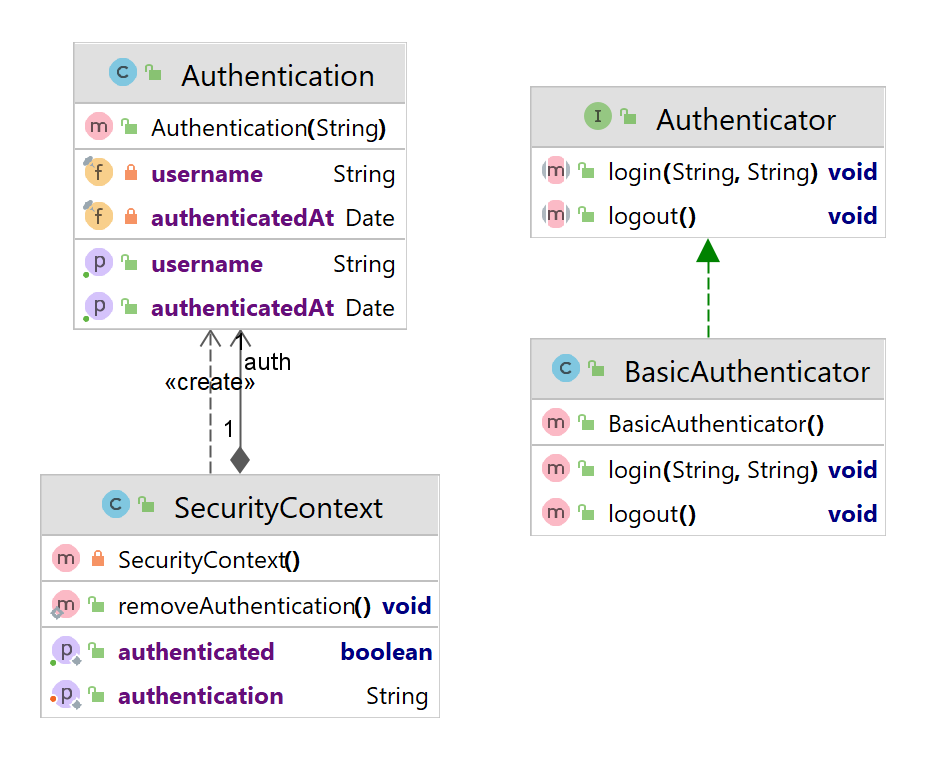 C Authentication
m Authentication(String)
f username String
f authenticatedAt Date
p username String
p authenticatedAt Date
1
auth
«create»
1
C SecurityContext
m SecurityContext()
m removeAuthentication() void
p authenticated boolean
p authentication String
I Authenticator
m login(String, String) void
m logout() void
C BasicAuthenticator
m BasicAuthenticator()
m login(String, String) void
m logout() void